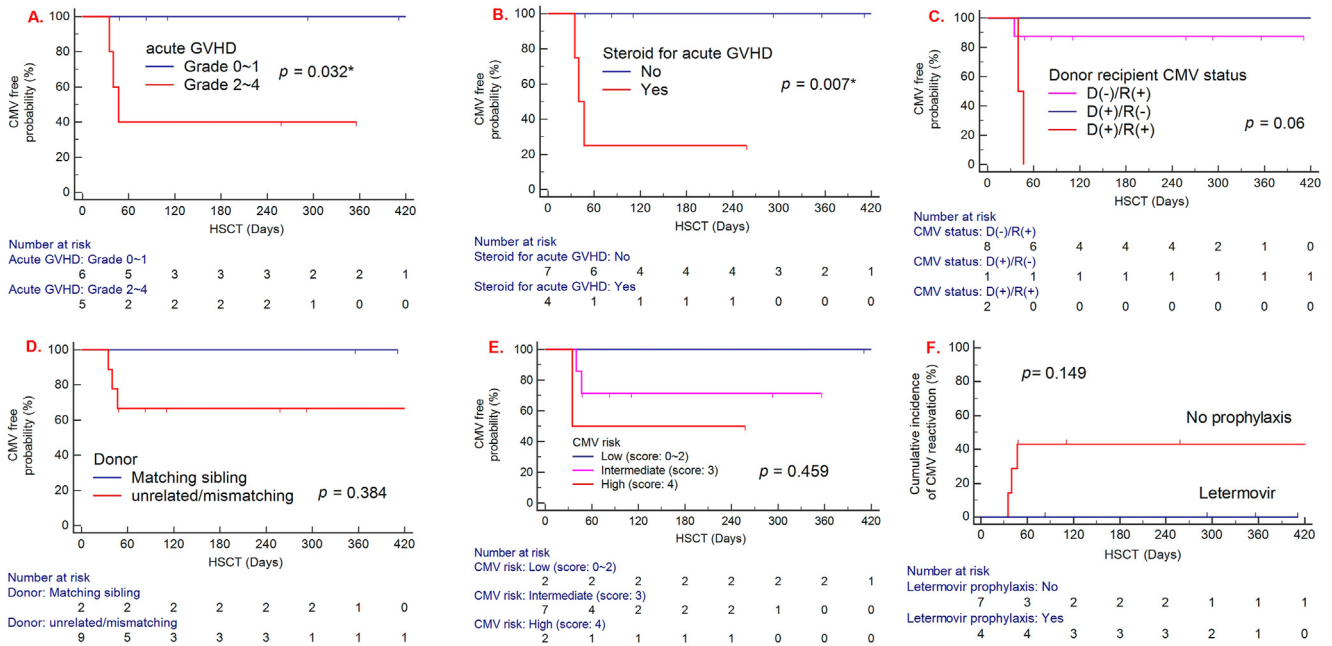 A.
CMV free
probability (%)
100
80
60
40
20
0
acute GVHD
Grade 0~1
Grade 2~4
p = 0.032*
0 60 120 180 240 300 360 420
HSCT (Days)
Number at risk
Acute GVHD: Grade 0~1
6 5 3 3 3 2 2 1
Acute GVHD: Grade 2~4
5 2 2 2 2 1 0 0
B.
CMV free
probability (%)
100
80
60
40
20
0
Steroid for acute GVHD
No
Yes
p = 0.007*
0 60 120 180 240 300 360 420
HSCT (Days)
Number at risk
Steroid for acute GVHD: No
7 6 4 4 4 3 2 1
Steroid for acute GVHD: Yes
4 1 1 1 1 0 0 0
C.
CMV free
probability (%)
100
80
60
40
20
0
Donor recipient CMV status
D(-)/R(+)
D(+)/R(-)
D(+)/R(+)
p = 0.06
0 60 120 180 240 300 360 420
HSCT (Days)
Number at risk
CMV status: D(-)/R(+)
8 6 4 4 4 2 1 0
CMV status: D(+)/R(-)
1 1 1 1 1 1 1 1
CMV status: D(+)/R(+)
2 0 0 0 0 0 0 0
D.
CMV free
probability (%)
100
80
60
40
20
0
Donor
Matching sibling
unrelated/mismatching
p = 0.384
0 60 120 180 240 300 360 420
HSCT (Days)
Number at risk
Donor: Matching sibling
2 2 2 2 2 2 1 0
Donor: unrelated/mismatching
9 5 3 3 3 1 1 1
E.
CMV free
probability (%)
100
80
60
40
20
0
CMV risk
Low (score: 0~2)
Intermediate (score: 3)
High (score: 4)
p = 0.459
0 60 120 180 240 300 360 420
HSCT (Days)
Number at risk
CMV risk: Low (score: 0~2)
2 2 2 2 2 2 2 1
CMV risk: Intermediate (score: 3)
7 4 2 2 2 1 0 0
CMV risk: High (score: 4)
2 1 1 1 1 0 0 0
F.
Cumulative incidence
of CMV reactivation (%)
100
80
60
40
20
0
p= 0.149
No prophylaxis
Letermovir
0 60 120 180 240 300 360 420
HSCT (Days)
Number at risk
Letermovir prophylaxis: No
7 3 2 2 2 1 1 1
Letermovir prophylaxis: Yes
4 4 3 3 3 2 1 0